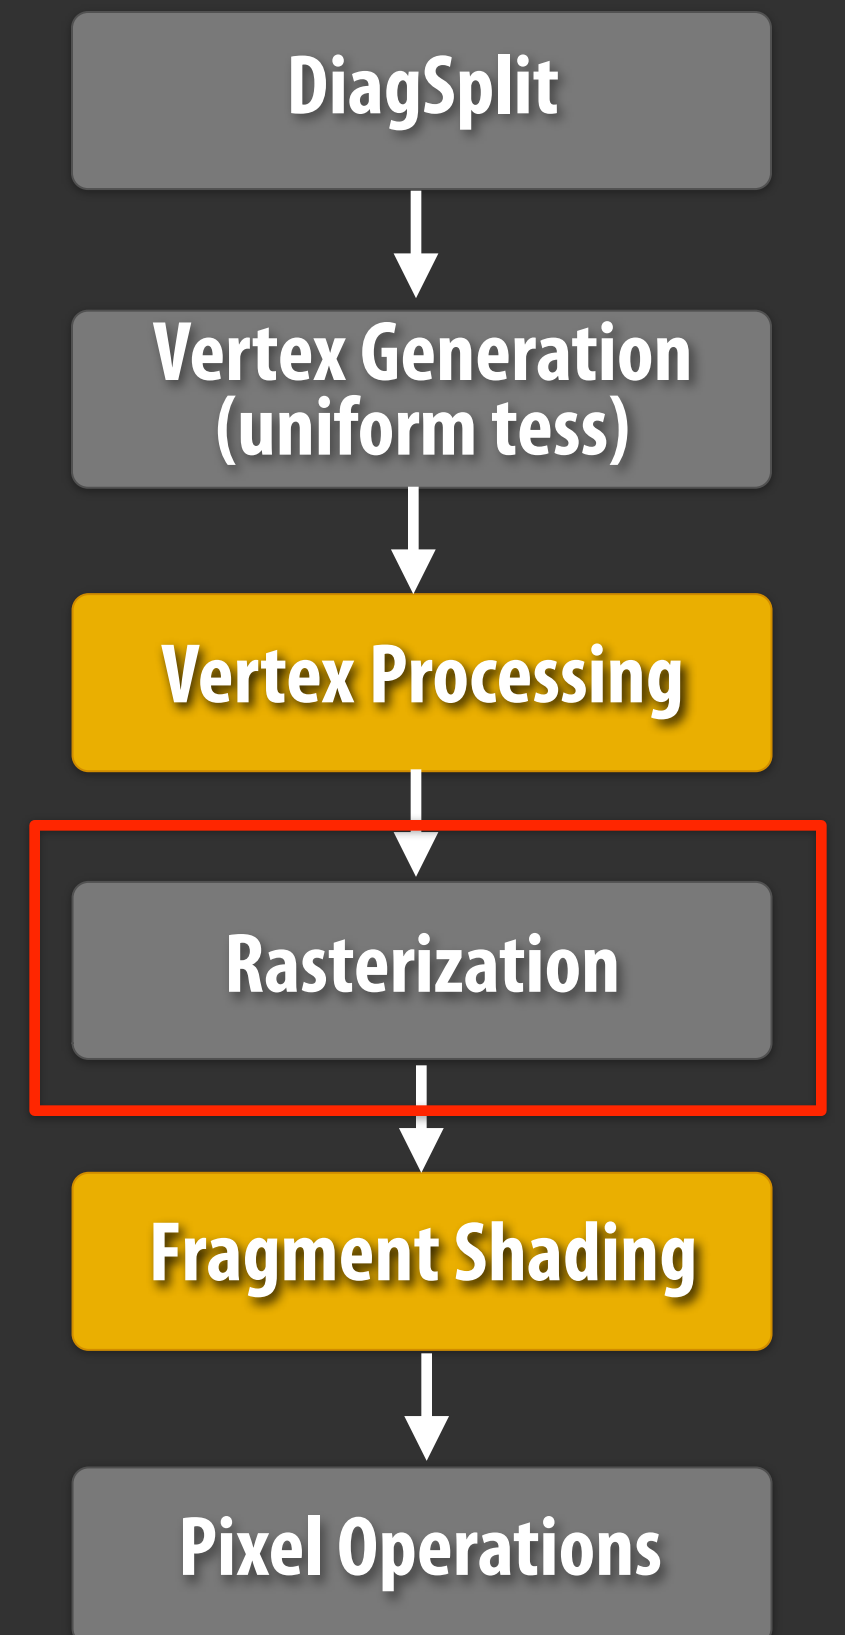 DiagSplit
Vertex Generation
(uniform tess)
Vertex Processing
Rasterization
Fragment Shading
Pixel Operations